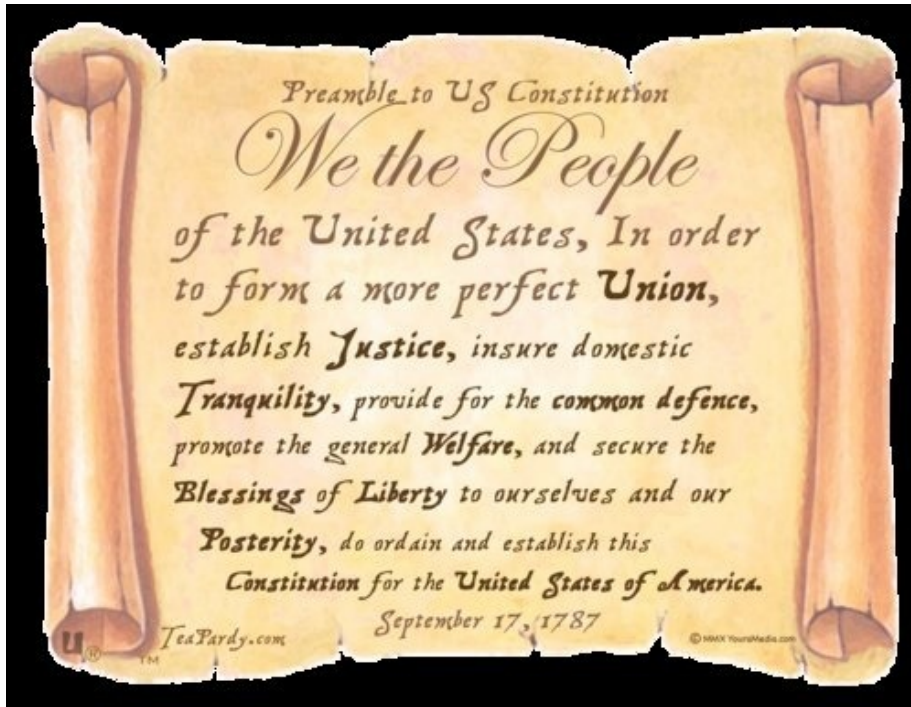 Preamble to US Constitution
We the People
of the United States, In order
to form a more perfect Union,
establish Justice, insure domestic
Tranquility, provide for the common defence,
promote the general Welfare, and secure the
Blessings of Liberty to ourselves and our
Posterity, do ordain and establish this
Constitution for the United States of America.
September 17, 1787
U® TeaPardy.com ™
© MMX YoursMedia.com